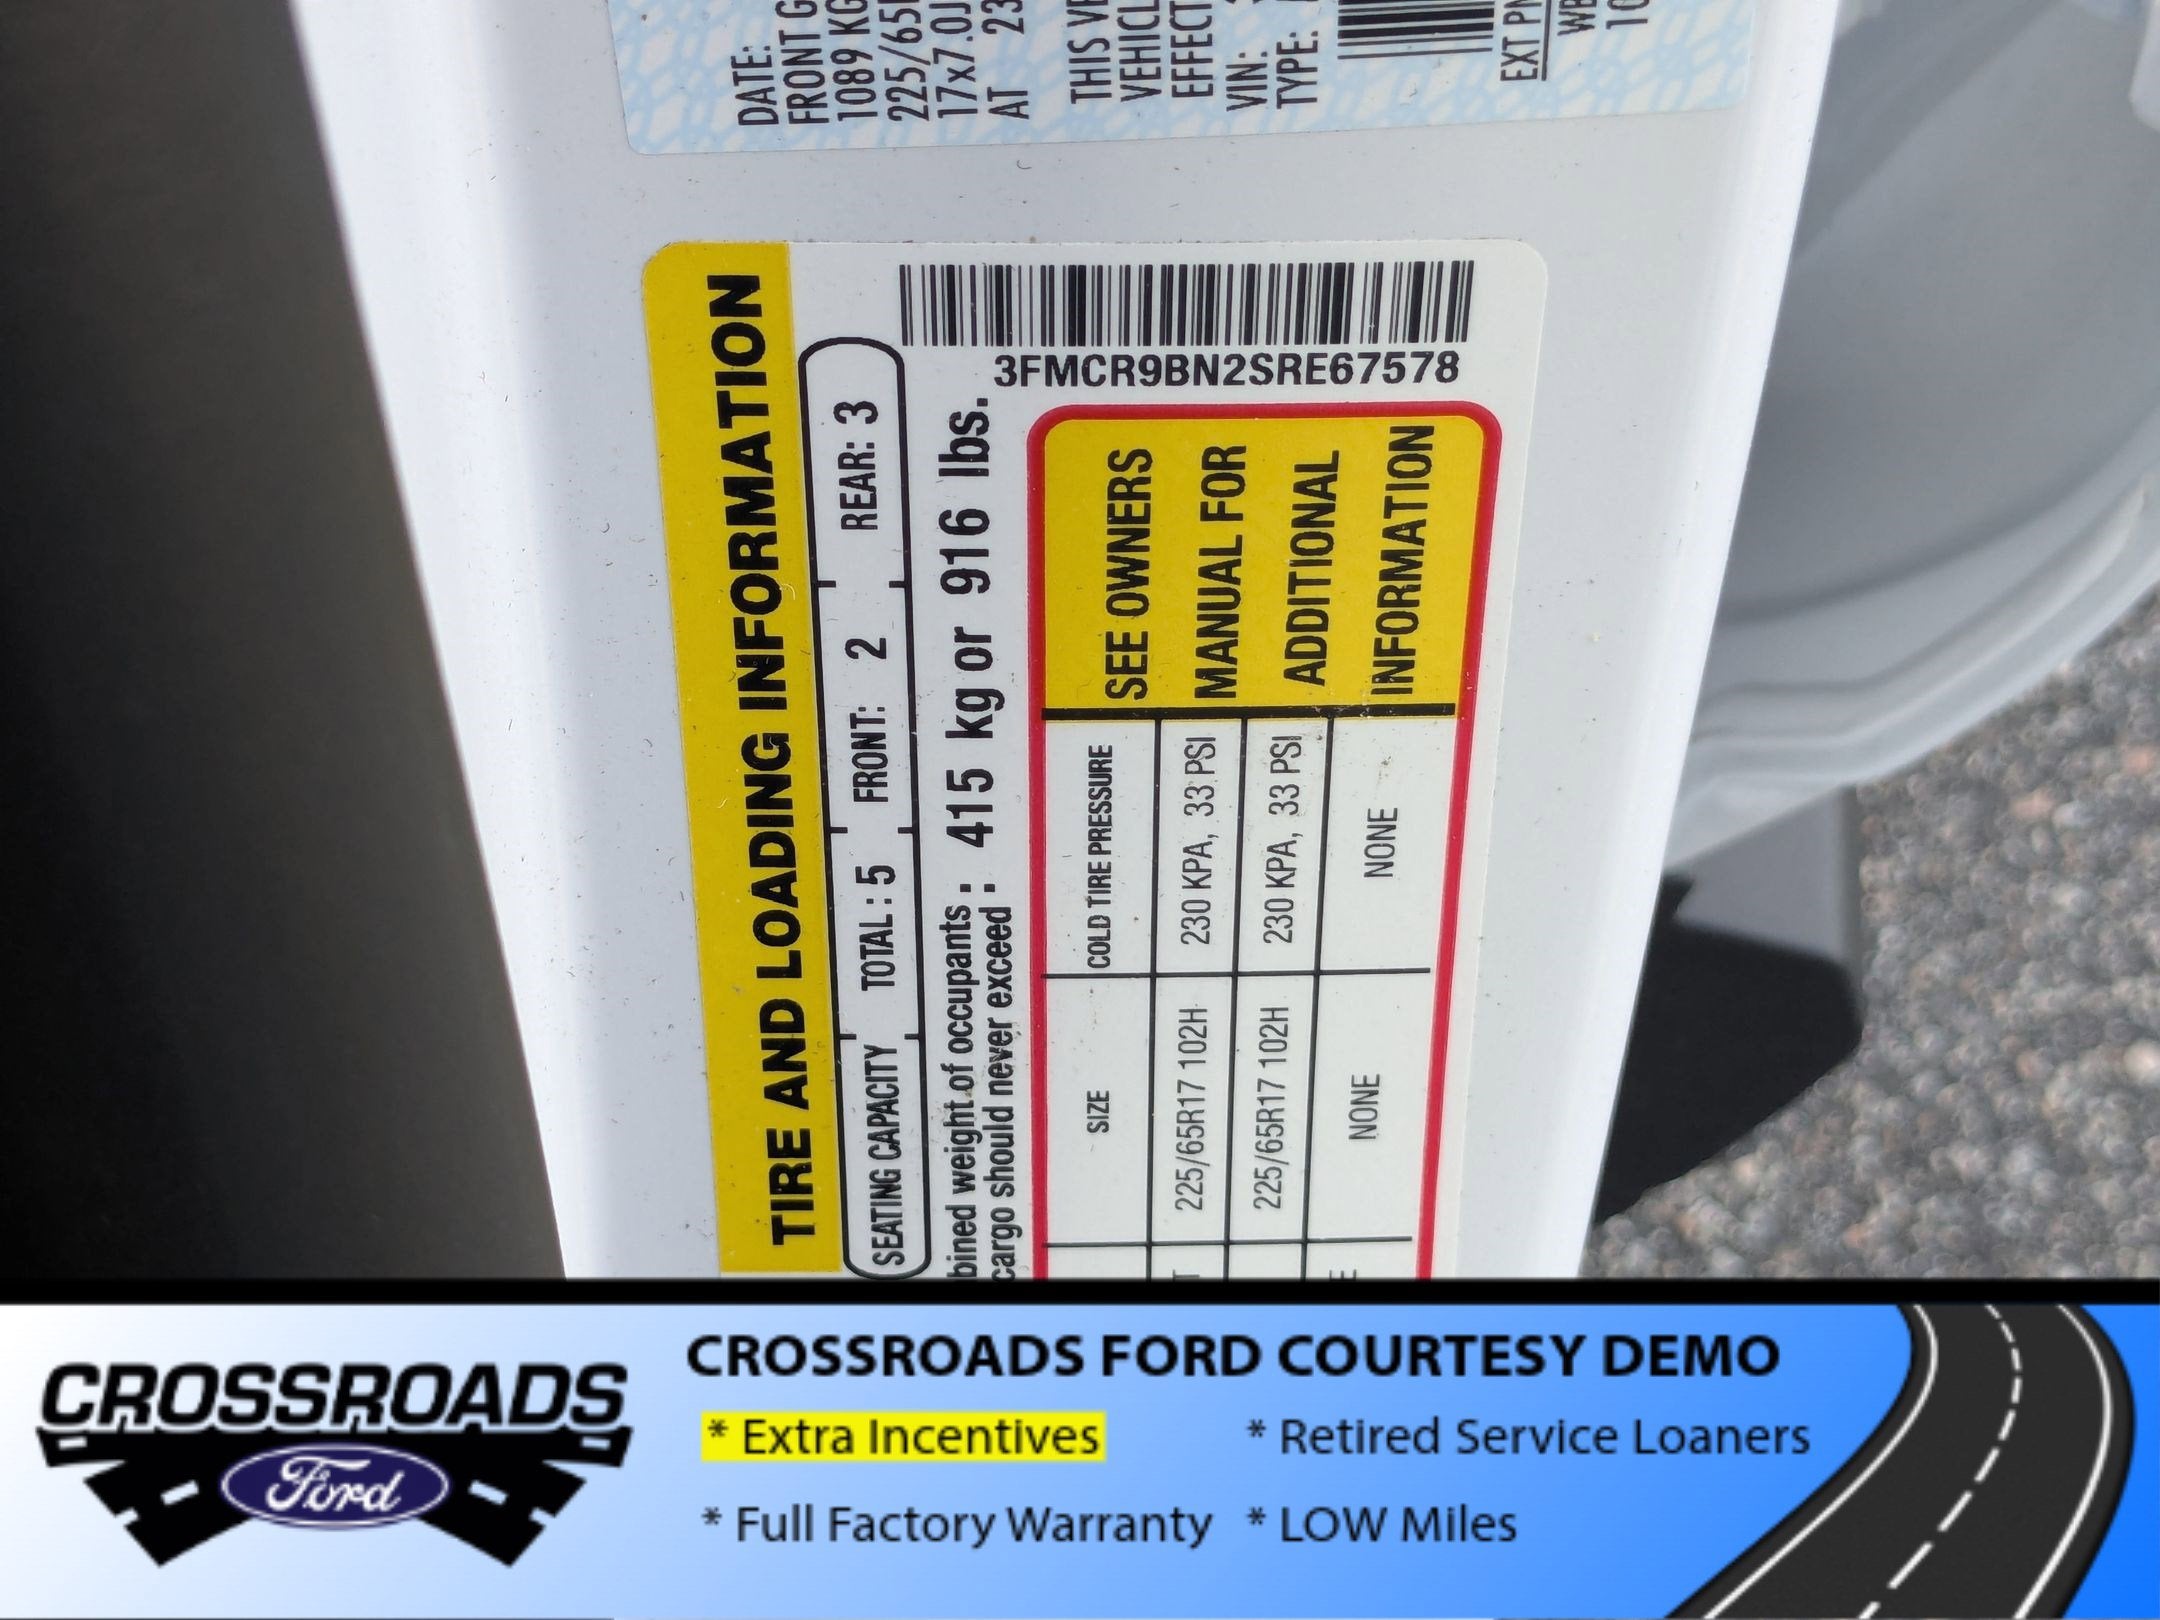 DATE:
FRONT G
1089 KG
225/65
17x7.0J
AT 23
THIS VE
VEHICL
EFFECT
VIN:
TYPE:
EXT PN
10
TIRE AND LOADING INFORMATION
SEATING CAPACITY TOTAL: 5 FRONT: 2 REAR: 3
bined weight of occupants :
cargo should never exceed : 415 kg or 916 lbs.
3FMCR9BN2SRE67578
SIZE COLD TIRE PRESSURE
225/65R17 102H 230 KPA, 33 PSI
225/65R17 102H 230 KPA, 33 PSI
NONE NONE
SEE OWNERS
MANUAL FOR
ADDITIONAL
INFORMATION
CROSSROADS
Ford
CROSSROADS FORD COURTESY DEMO
* Extra Incentives * Retired Service Loaners
* Full Factory Warranty * LOW Miles